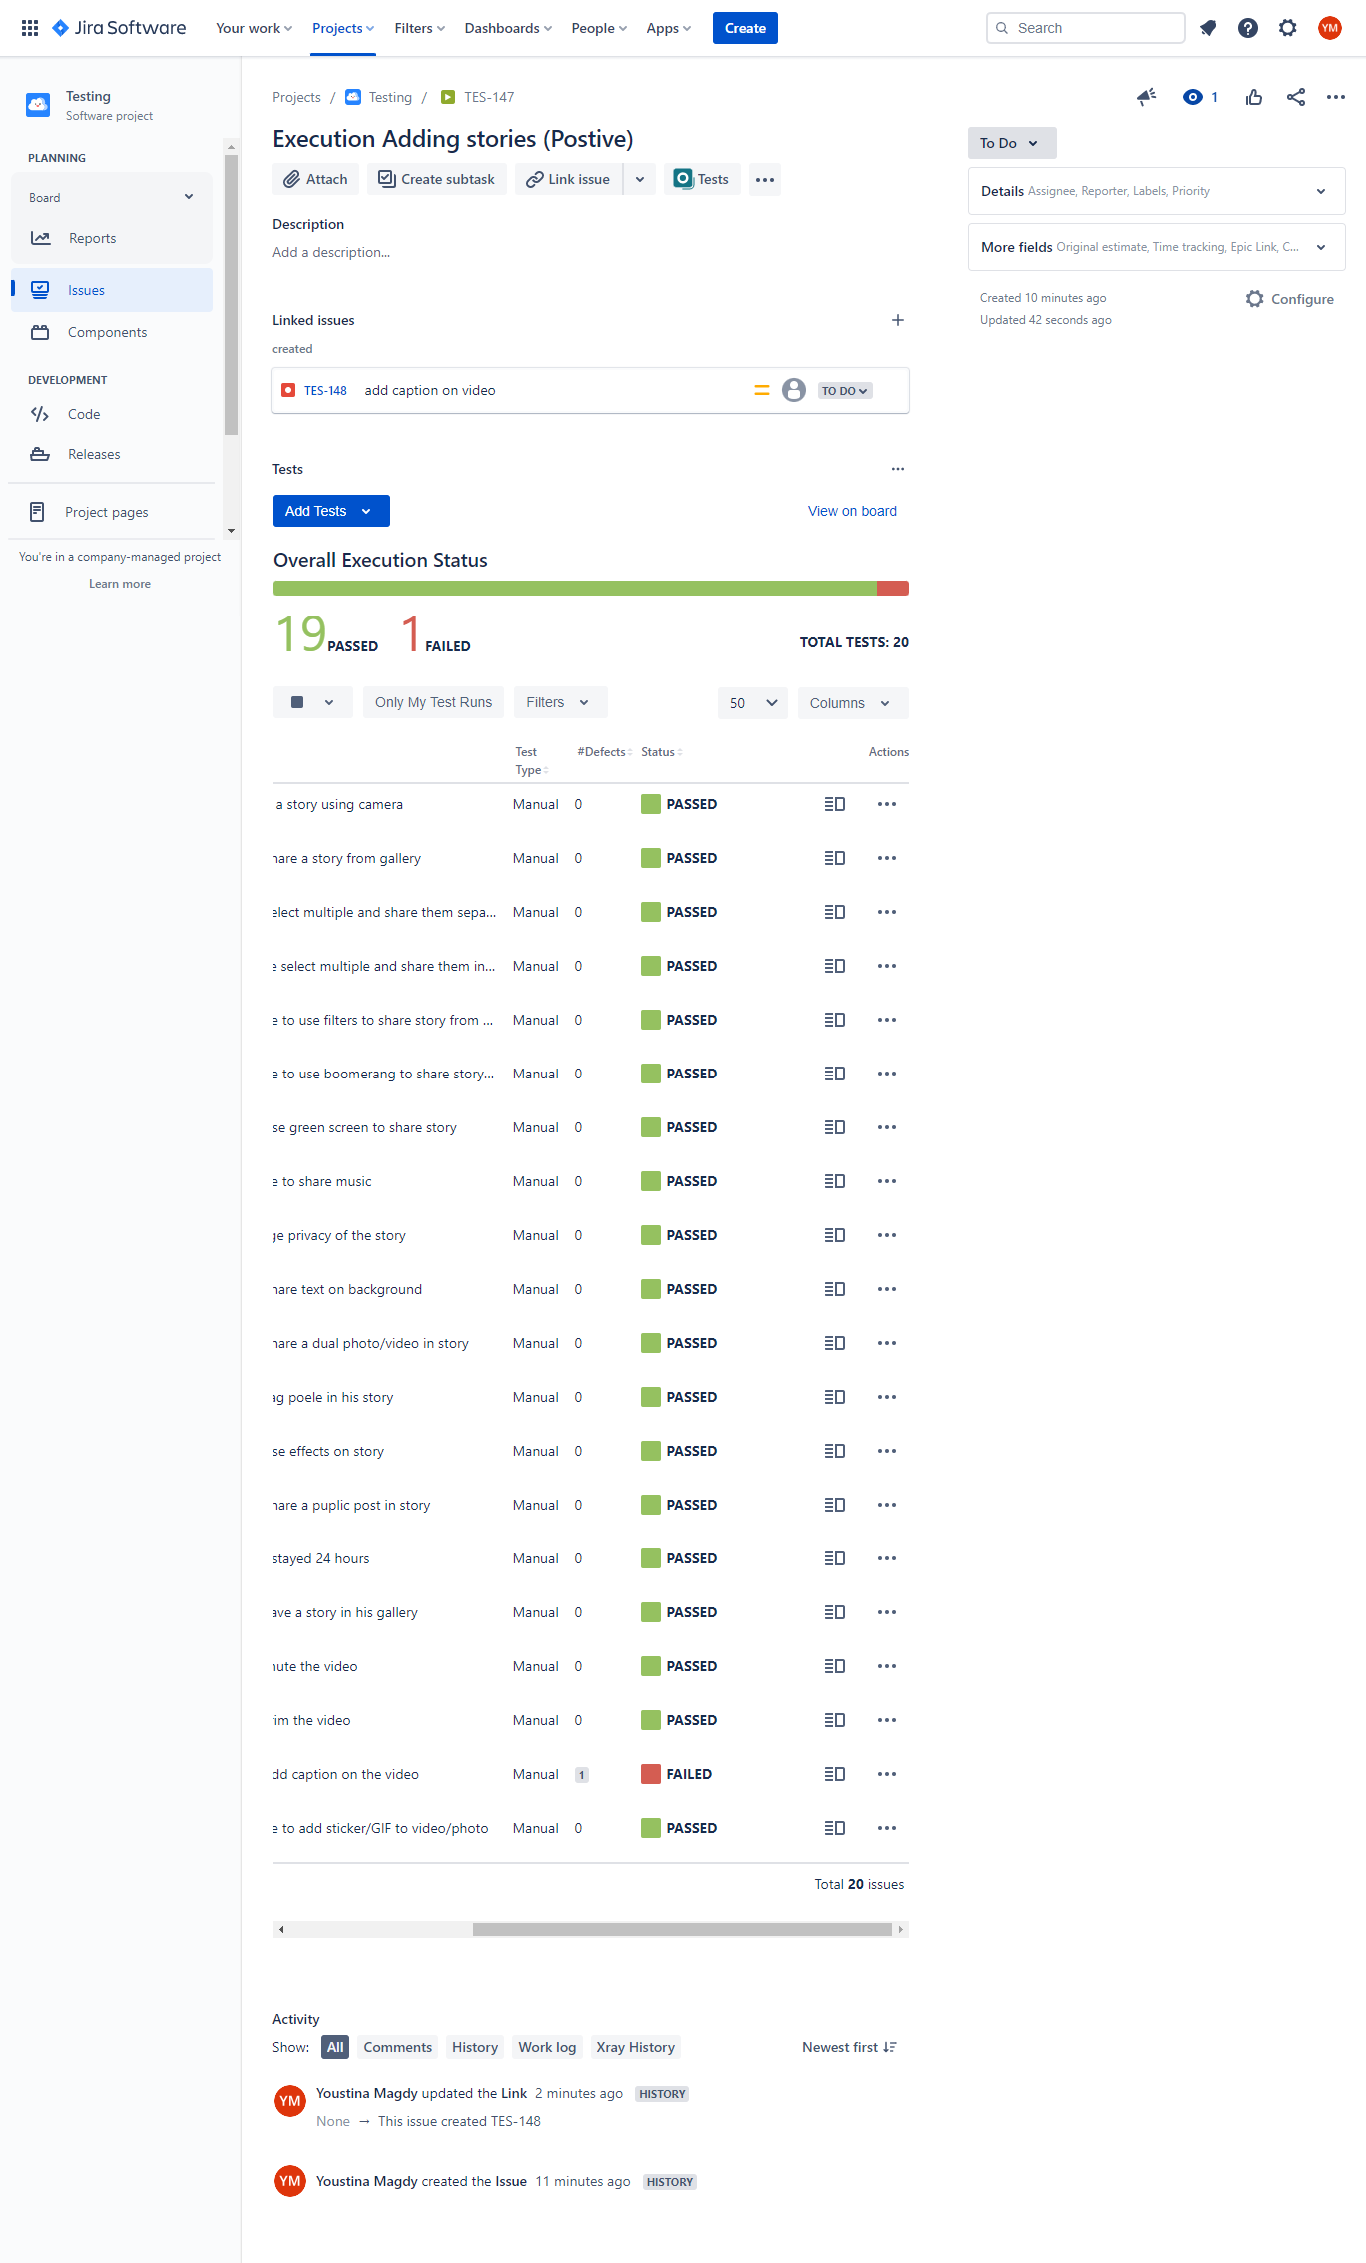 Jira Software
Your work
Projects
Filters
Dashboards
People
Apps
Create
Search
YM
Testing
Software project
PLANNING
Board
Reports
Issues
Components
DEVELOPMENT
Code
Releases
Project pages
You're in a company-managed project
Learn more
Projects / Testing / TES-147
1
Execution Adding stories (Postive)
Attach
Create subtask
Link issue
Tests
Description
Add a description...
Linked issues
created
TES-148 add caption on video TO DO
Tests
Add Tests
View on board
Overall Execution Status
19 PASSED 1 FAILED TOTAL TESTS: 20
Only My Test Runs
Filters
50
Columns
Test Type #Defects Status Actions
a story using camera Manual 0 PASSED
hare a story from gallery Manual 0 PASSED
elect multiple and share them sepa... Manual 0 PASSED
e select multiple and share them in... Manual 0 PASSED
e to use filters to share story from ... Manual 0 PASSED
e to use boomerang to share story... Manual 0 PASSED
se green screen to share story Manual 0 PASSED
e to share music Manual 0 PASSED
ge privacy of the story Manual 0 PASSED
hare text on background Manual 0 PASSED
hare a dual photo/video in story Manual 0 PASSED
ag poele in his story Manual 0 PASSED
se effects on story Manual 0 PASSED
hare a puplic post in story Manual 0 PASSED
stayed 24 hours Manual 0 PASSED
ave a story in his gallery Manual 0 PASSED
nute the video Manual 0 PASSED
rim the video Manual 0 PASSED
dd caption on the video Manual 1 FAILED
e to add sticker/GIF to video/photo Manual 0 PASSED
Total 20 issues
Activity
Show: All Comments History Work log Xray History Newest first
YM Youstina Magdy updated the Link 2 minutes ago HISTORY
None → This issue created TES-148
YM Youstina Magdy created the Issue 11 minutes ago HISTORY
To Do
Details Assignee, Reporter, Labels, Priority
More fields Original estimate, Time tracking, Epic Link, C...
Created 10 minutes ago
Updated 42 seconds ago
Configure